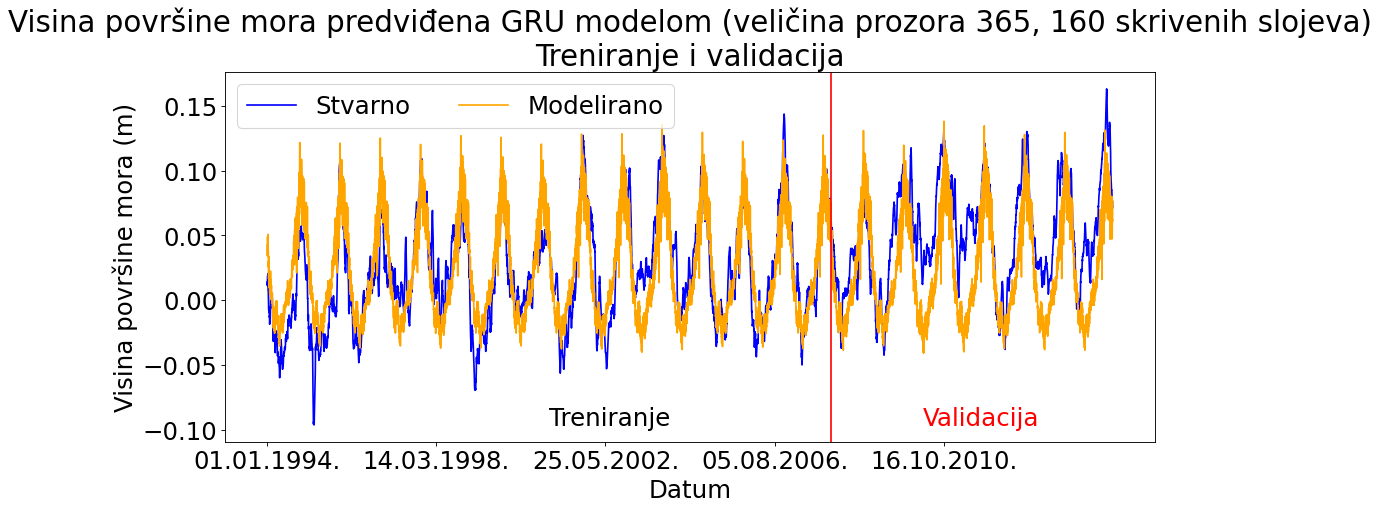 Visina površine mora predviđena GRU modelom (veličina prozora 365, 160 skrivenih slojeva)
Treniranje i validacija
Stvarno
Modelirano
Visina površine mora (m)
0.15
0.10
0.05
0.00
−0.05
−0.10
Treniranje
Validacija
01.01.1994.
14.03.1998.
25.05.2002.
05.08.2006.
16.10.2010.
Datum